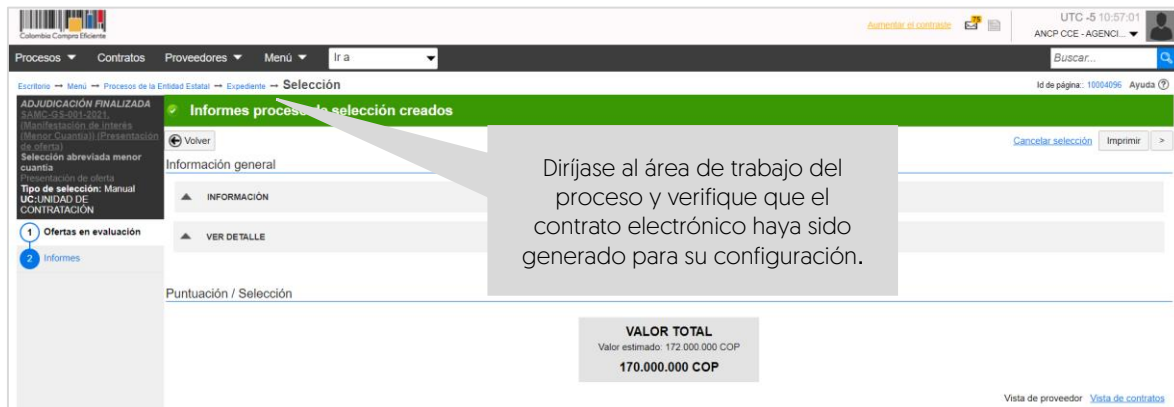 Colombia Compra Eficiente
Aumentar el contraste
75
UTC -5 10:57:01
ANCP CCE - AGENCI...
Procesos Contratos Proveedores Menú Ir a Buscar...
Escritorio → Menú → Procesos de la Entidad Estatal → Expediente → Selección
Id de página:: 10004095 Ayuda
ADJUDICACIÓN FINALIZADA
SAMC-GS-001-2021.
(Manifestación de interés
(Menor Cuantía)) (Presentación
de oferta)
Selección abreviada menor
cuantía
Presentación de oferta
Tipo de selección: Manual
UC:UNIDAD DE
CONTRATACIÓN
1 Ofertas en evaluación
2 Informes
Informes proceso de selección creados
Volver
Cancelar selección Imprimir >
Información general
INFORMACIÓN
VER DETALLE
Diríjase al área de trabajo del
proceso y verifique que el
contrato electrónico haya sido
generado para su configuración.
Puntuación / Selección
VALOR TOTAL
Valor estimado: 172.000.000 COP
170.000.000 COP
Vista de proveedor Vista de contratos